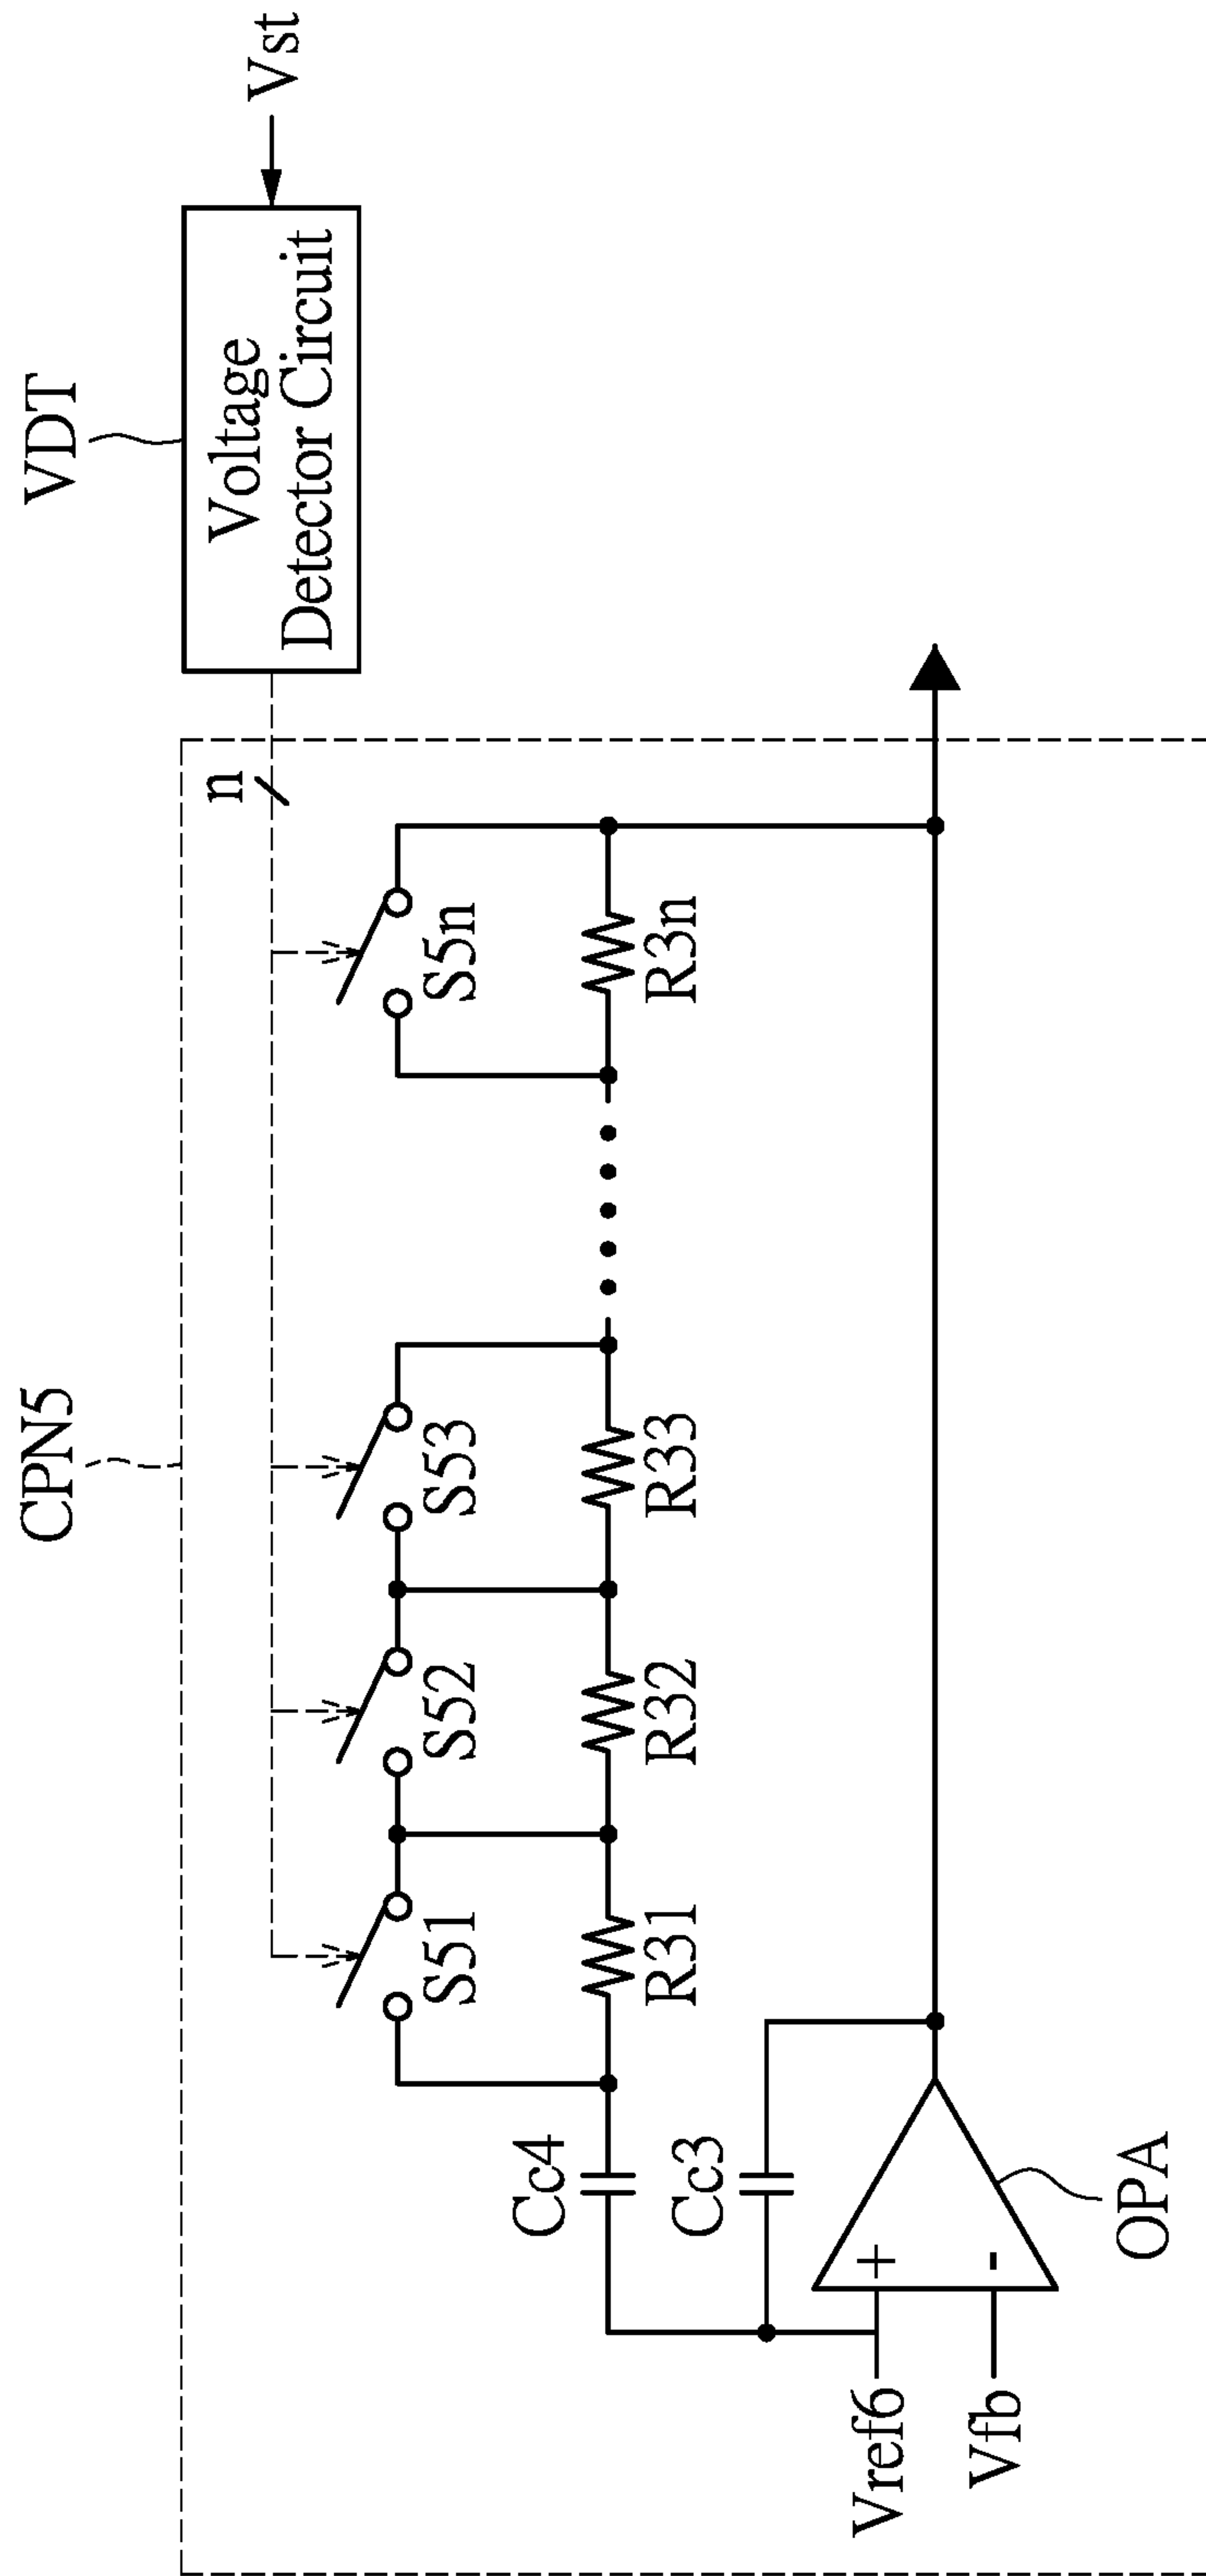 CPN5
VDT
Voltage
Detector Circuit
Vst
n
S51
S52
S53
S5n
Cc4
R31
R32
R33
R3n
Cc3
Vref6
+
Vfb
-
OPA